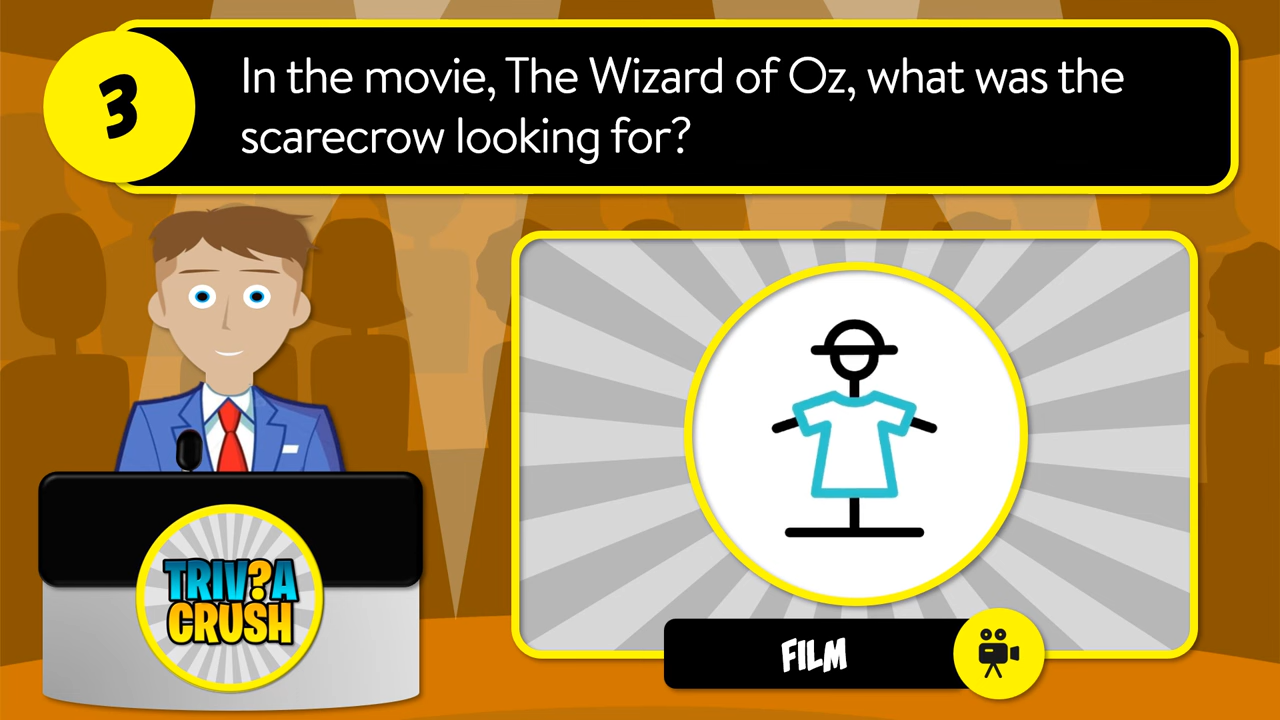 3
In the movie, The Wizard of Oz, what was the
scarecrow looking for?
TRIV?A
CRUSH
FILM